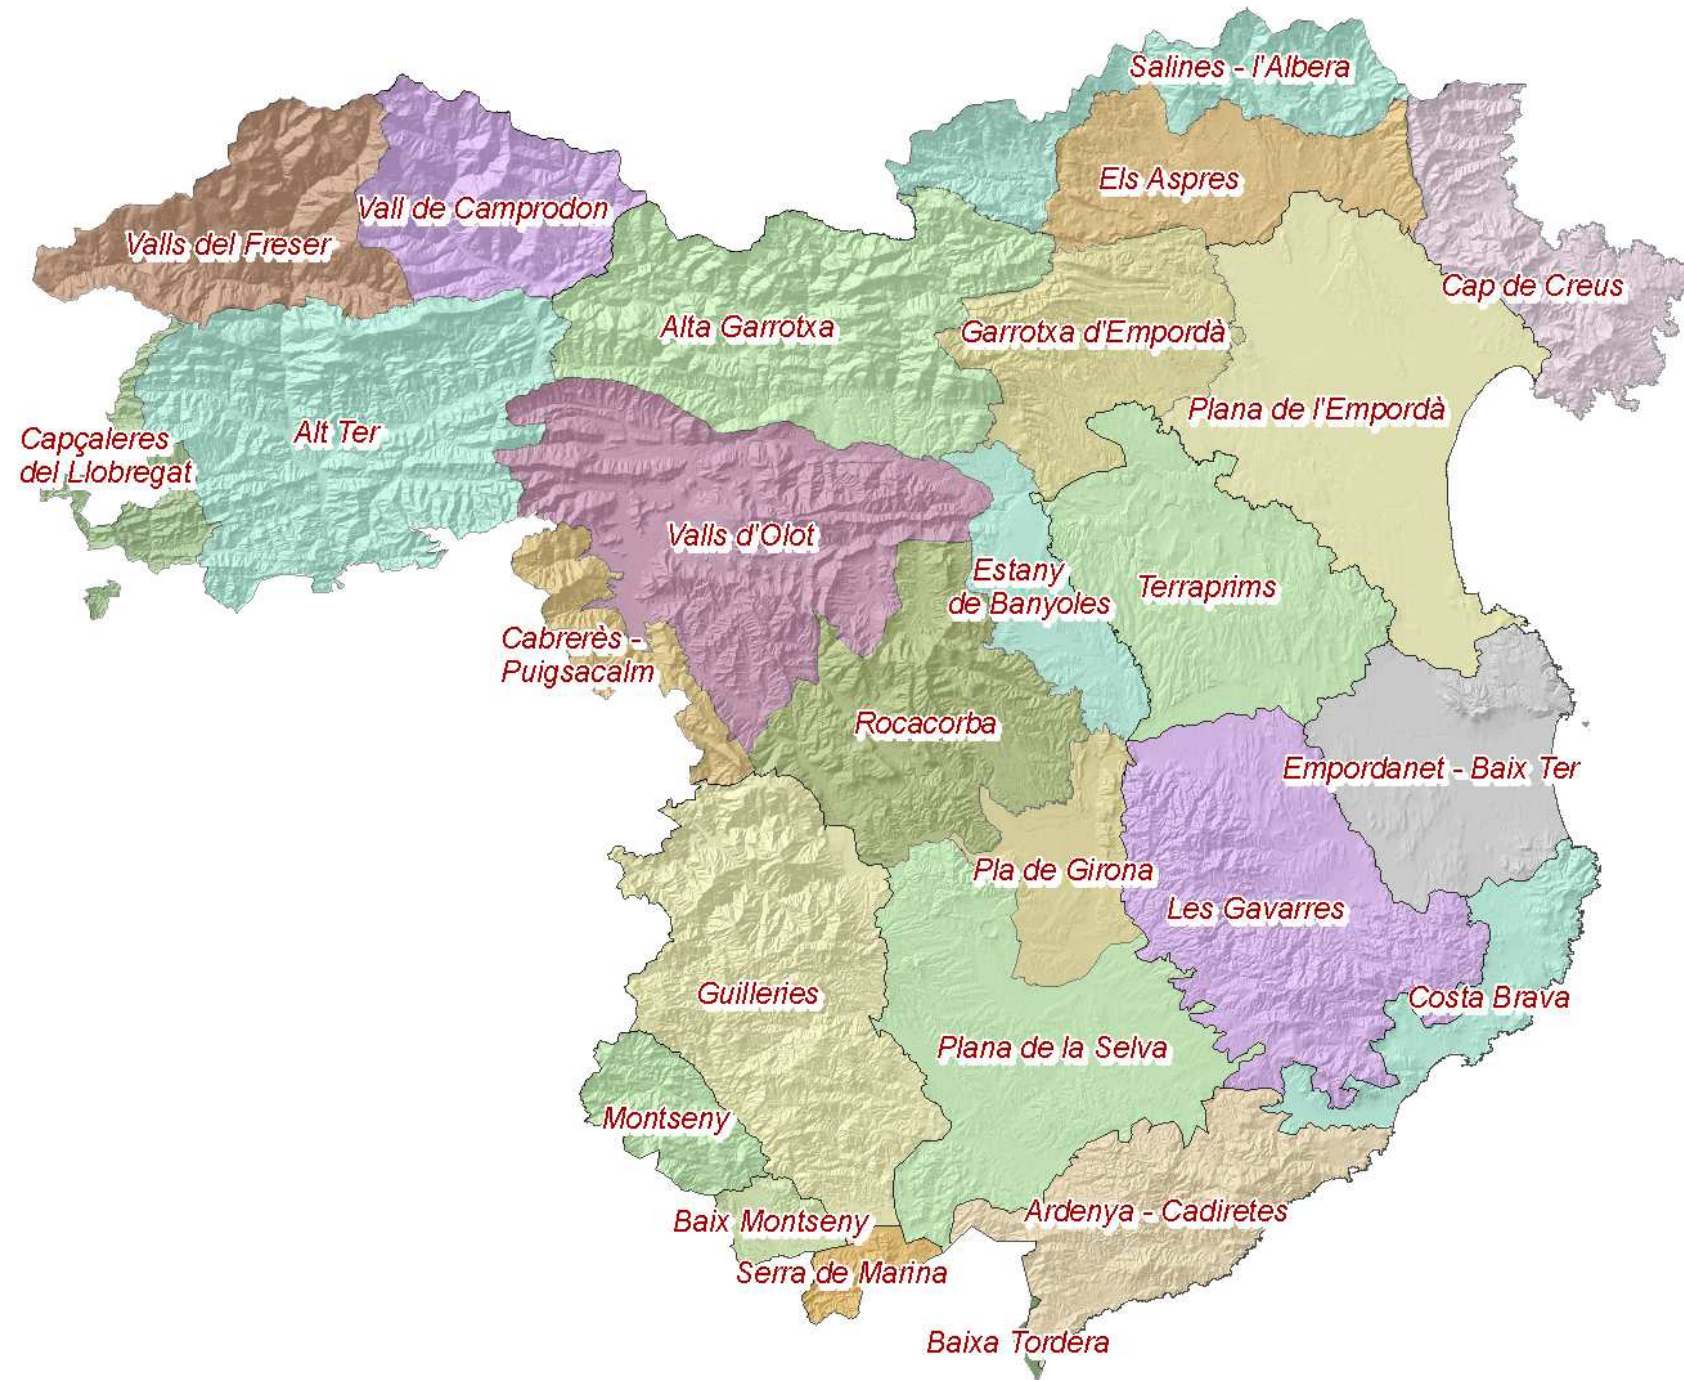 Salines - l'Albera
Els Aspres
Vall de Camprodon
Valls del Freser
Cap de Creus
Alta Garrotxa
Garrotxa d'Empordà
Plana de l'Empordà
Alt Ter
Capçaleres
del Llobregat
Valls d'Olot
Estany
de Banyoles
Terraprims
Cabrerès -
Puigsacalm
Rocacorba
Empordanet - Baix Ter
Pla de Girona
Les Gavarres
Guilleries
Costa Brava
Plana de la Selva
Montseny
Ardenya - Cadiretes
Baix Montseny
Serra de Marina
Baixa Tordera